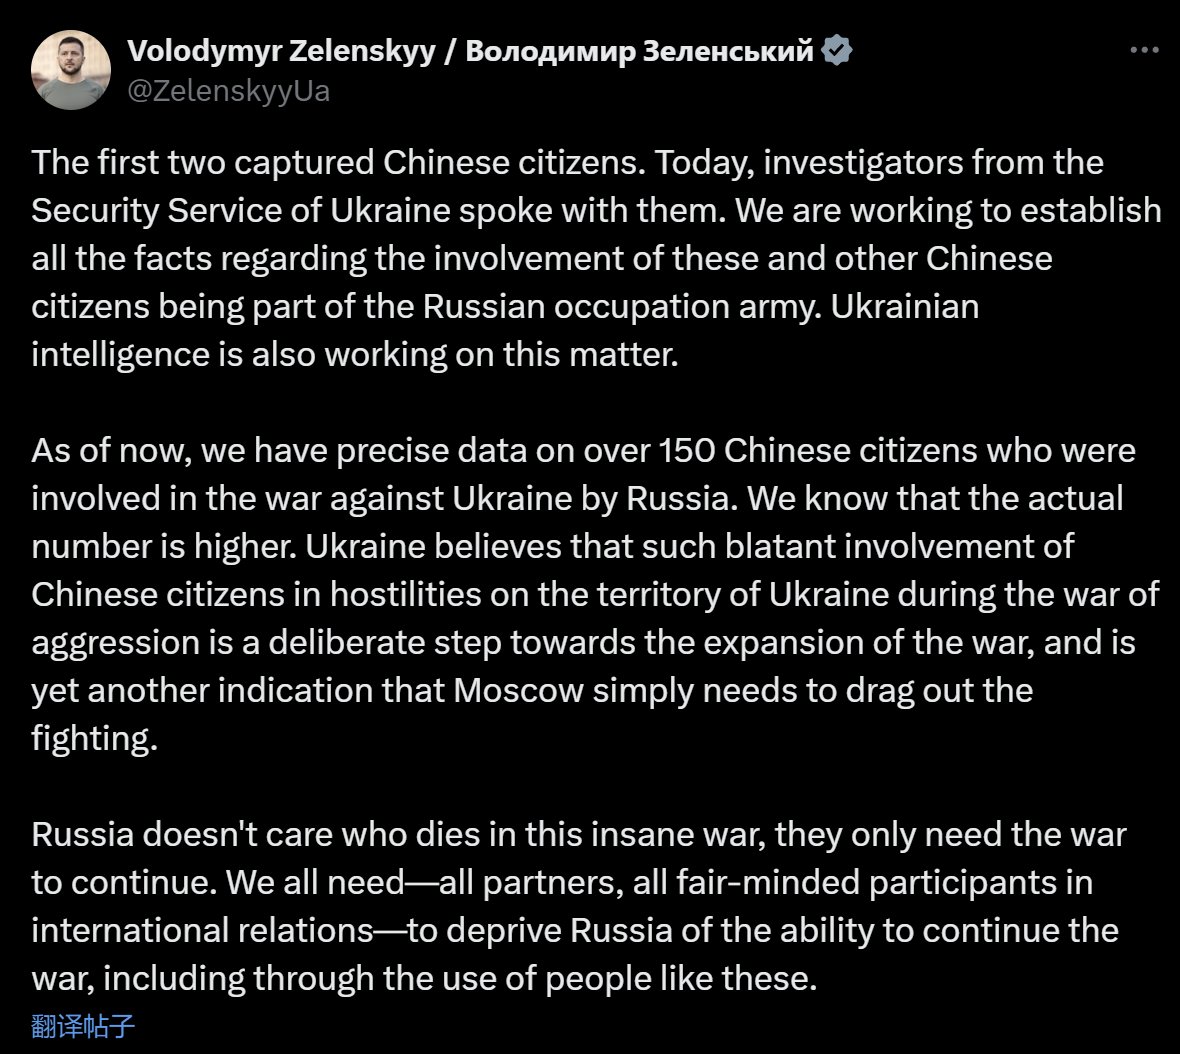 Volodymyr Zelenskyy / Володимир Зеленський
@ZelenskyyUa
The first two captured Chinese citizens. Today, investigators from the
Security Service of Ukraine spoke with them. We are working to establish
all the facts regarding the involvement of these and other Chinese
citizens being part of the Russian occupation army. Ukrainian
intelligence is also working on this matter.
As of now, we have precise data on over 150 Chinese citizens who were
involved in the war against Ukraine by Russia. We know that the actual
number is higher. Ukraine believes that such blatant involvement of
Chinese citizens in hostilities on the territory of Ukraine during the war of
aggression is a deliberate step towards the expansion of the war, and is
yet another indication that Moscow simply needs to drag out the
fighting.
Russia doesn't care who dies in this insane war, they only need the war
to continue. We all need—all partners, all fair-minded participants in
international relations—to deprive Russia of the ability to continue the
war, including through the use of people like these.
翻译帖子